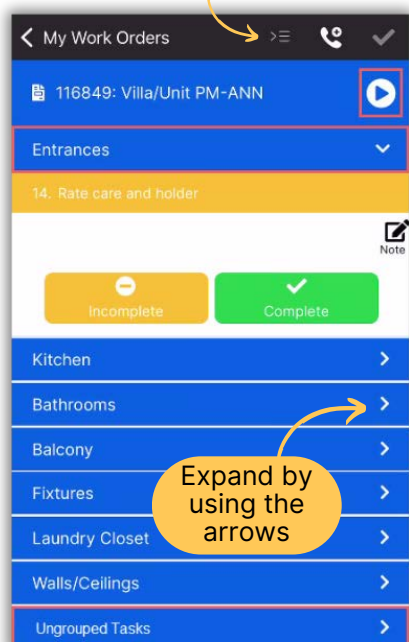 My Work Orders
116849: Villa/Unit PM-ANN
Entrances
14. Rate care and holder
Note
Incomplete
Complete
Kitchen
Bathrooms
Balcony
Fixtures
Expand by
using the
arrows
Laundry Closet
Walls/Ceilings
Ungrouped Tasks